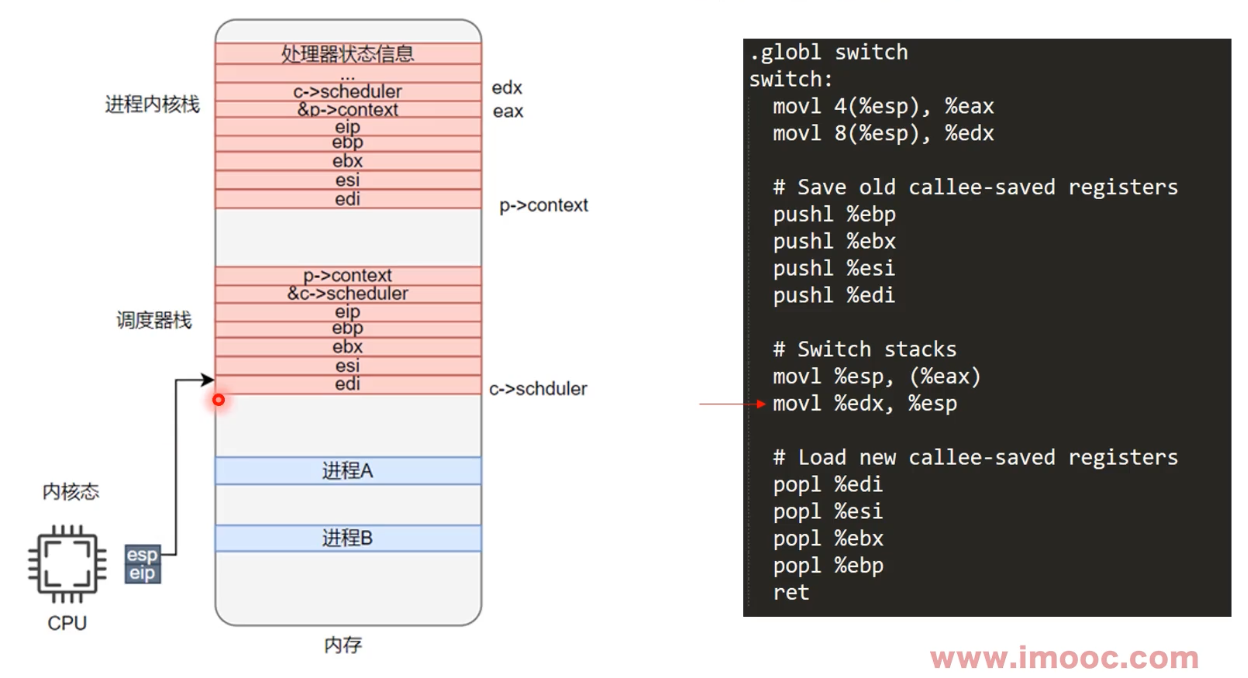 处理器状态信息
...
c->scheduler
&p->context
eip
ebp
ebx
esi
edi
进程内核栈
edx
eax
p->context
p->context
&c->scheduler
eip
ebp
ebx
esi
edi
调度器栈
c->schduler
进程A
进程B
内核态
esp
eip
CPU
内存
.globl switch
switch:
movl 4(%esp), %eax
movl 8(%esp), %edx
# Save old callee-saved registers
pushl %ebp
pushl %ebx
pushl %esi
pushl %edi
# Switch stacks
movl %esp, (%eax)
movl %edx, %esp
# Load new callee-saved registers
popl %edi
popl %esi
popl %ebx
popl %ebp
ret
www.imooc.com